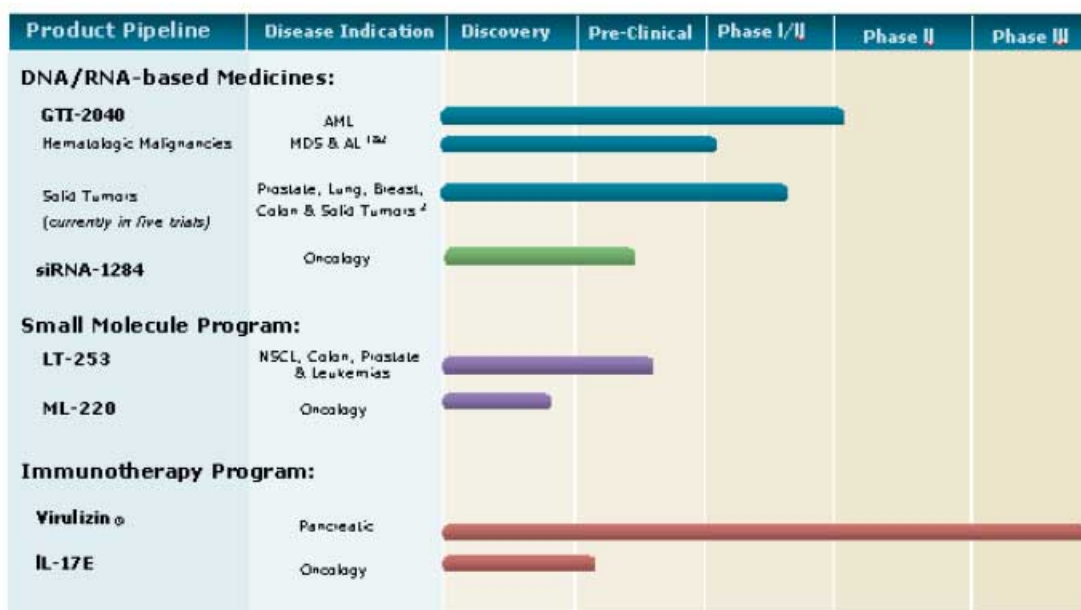 Product Pipeline Disease Indication Discovery Pre-Clinical Phase I/II Phase II Phase III
DNA/RNA-based Medicines:
GTI-2040 AML
Hematologic Malignancies MDS & AL 1&2
Solid Tumors Prostate, Lung, Breast,
(currently in five trials) Colon & Solid Tumors 2
siRNA-1284 Oncology
Small Molecule Program:
LT-253 NSCL, Colon, Prostate
& Leukemias
ML-220 Oncology
Immunotherapy Program:
Virulizin ® Pancreatic
IL-17E Oncology